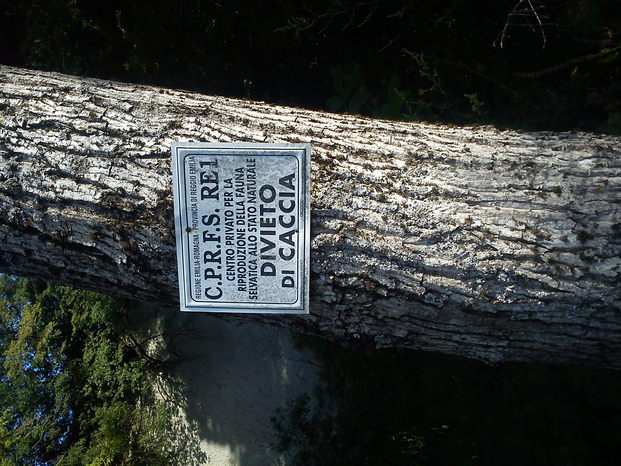 REGIONE EMILIA-ROMAGNA - PROVINCIA DI REGGIO EMILIA
C.P.R.F.S. RE1
CENTRO PRIVATO PER LA
RIPRODUZIONE DELLA FAUNA
SELVATICA ALLO STATO NATURALE
DIVIETO
DI CACCIA